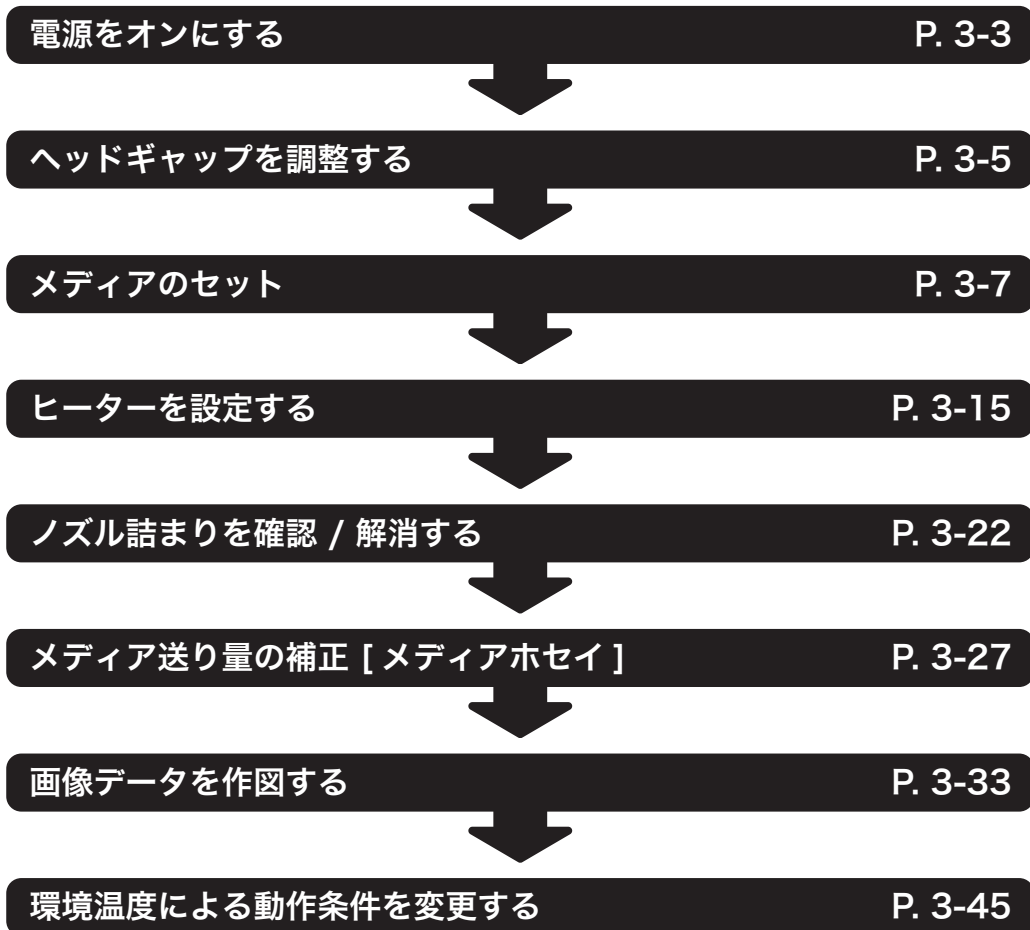 電源をオンにする P. 3-3
ヘッドギャップを調整する P. 3-5
メディアのセット P. 3-7
ヒーターを設定する P. 3-15
ノズル詰まりを確認 / 解消する P. 3-22
メディア送り量の補正 [ メディアホセイ ] P. 3-27
画像データを作図する P. 3-33
環境温度による動作条件を変更する P. 3-45